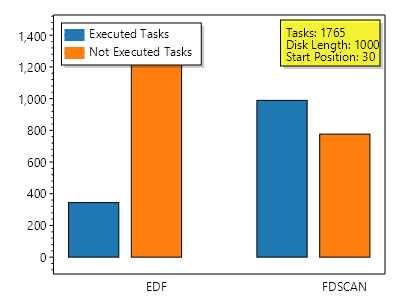 Executed Tasks
Not Executed Tasks
Tasks: 1765
Disk Length: 1000
Start Position: 30
1,400
1,200
1,000
800
600
400
200
0
EDF
FDSCAN